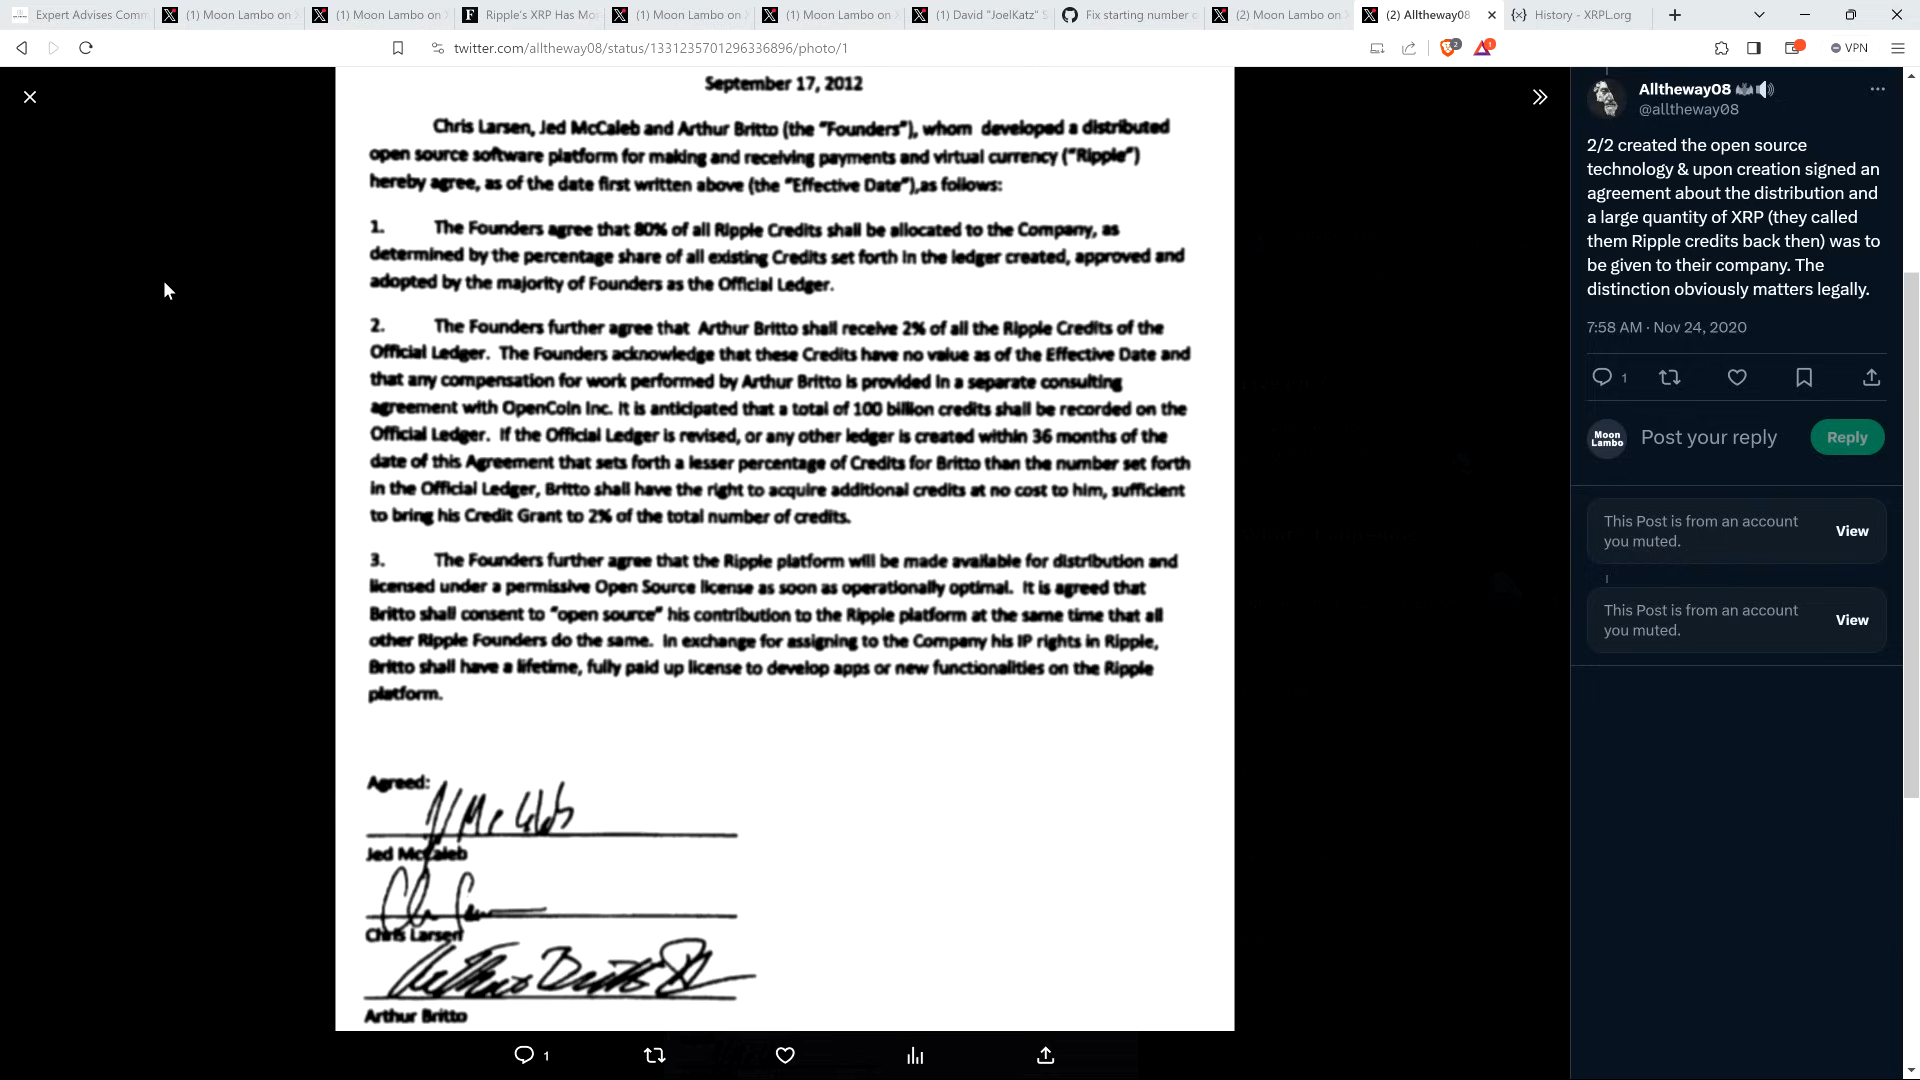 Expert Advises Comm
(1) Moon Lambo on X
(1) Moon Lambo on X
Ripple's XRP Has Mo
(1) Moon Lambo on X
(1) Moon Lambo on X
(1) David "JoelKatz" S
Fix starting number o
(2) Moon Lambo on
(2) Alltheway08
History - XRPL.org
twitter.com/alltheway08/status/1331235701296336896/photo/1
2
1
VPN
September 17, 2012
Chris Larsen, Jed McCaleb and Arthur Britto (the "Founders"), whom developed a distributed
open source software platform for making and receiving payments and virtual currency ("Ripple")
hereby agree, as of the date first written above (the "Effective Date"),as follows:
1. The Founders agree that 80% of all Ripple Credits shall be allocated to the Company, as
determined by the percentage share of all existing Credits set forth in the ledger created, approved and
adopted by the majority of Founders as the Official Ledger.
2. The Founders further agree that Arthur Britto shall receive 2% of all the Ripple Credits of the
Official Ledger. The Founders acknowledge that these Credits have no value as of the Effective Date and
that any compensation for work performed by Arthur Britto is provided in a separate consulting
agreement with OpenCoin Inc. It is anticipated that a total of 100 billion credits shall be recorded on the
Official Ledger. If the Official Ledger is revised, or any other ledger is created within 36 months of the
date of this Agreement that sets forth a lesser percentage of Credits for Britto than the number set forth
in the Official Ledger, Britto shall have the right to acquire additional credits at no cost to him, sufficient
to bring his Credit Grant to 2% of the total number of credits.
3. The Founders further agree that the Ripple platform will be made available for distribution and
licensed under a permissive Open Source license as soon as operationally optimal. It is agreed that
Britto shall consent to "open source" his contribution to the Ripple platform at the same time that all
other Ripple Founders do the same. In exchange for assigning to the Company his IP rights in Ripple,
Britto shall have a lifetime, fully paid up license to develop apps or new functionalities on the Ripple
platform.
Agreed:
Jed McCaleb
Chris Larsen
Arthur Britto
1
Alltheway08
@alltheway08
2/2 created the open source
technology & upon creation signed an
agreement about the distribution and
a large quantity of XRP (they called
them Ripple credits back then) was to
be given to their company. The
distinction obviously matters legally.
7:58 AM · Nov 24, 2020
1
Moon
Lambo
Post your reply
Reply
This Post is from an account
you muted.
View
This Post is from an account
you muted.
View